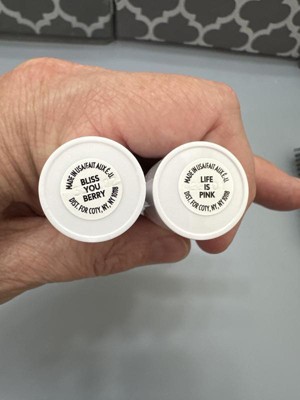 MADE IN USA/FAIT AUX É.U.
BLISS
YOU
BERRY
DIST. FOR COTY, NY, NY 10118
MADE IN USA/FAIT AUX É.U.
LIFE
IS
PINK
DIST. FOR COTY, NY, NY 10118